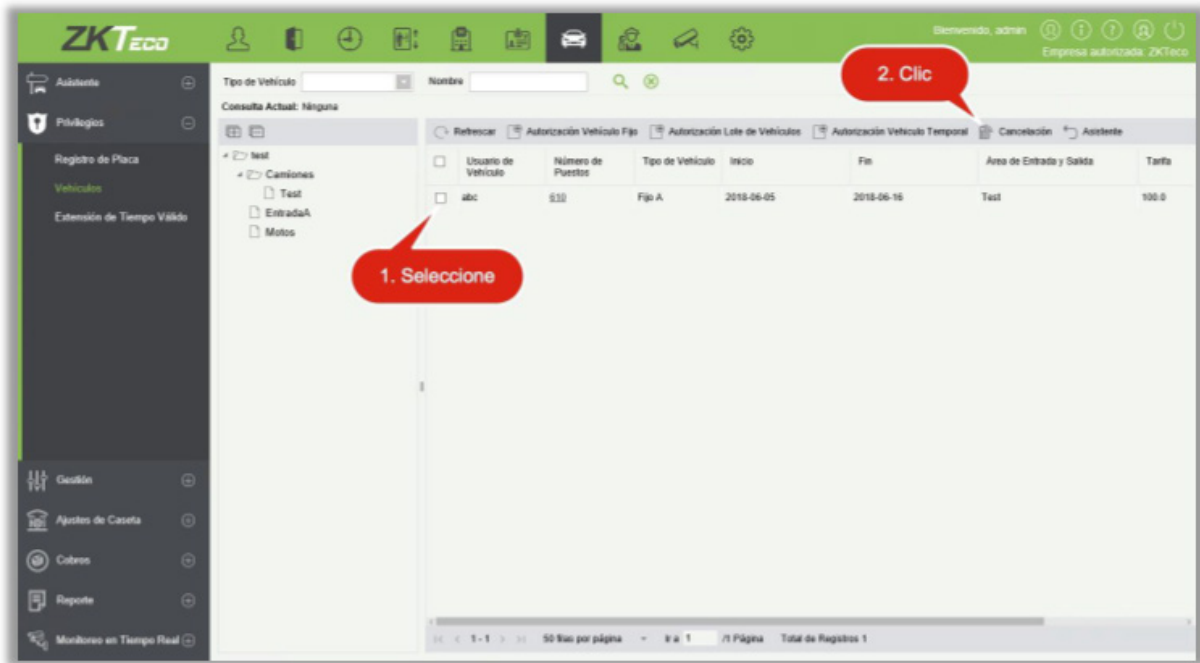 ZKTeco
Bienvenido, admin
Empresa autorizada: ZKTeco
2. Clic
Asistente
Privilegios
Registro de Placa
Vehículos
Extensión de Tiempo Válido
Gestión
Ajustes de Caseta
Cobros
Reporte
Monitoreo en Tiempo Real
Tipo de Vehículo Nombre
Consulta Actual: Ninguna
test
Camiones
Test
EntradaA
Motos
Refrescar Autorización Vehículo Fijo Autorización Lote de Vehículos Autorización Vehículo Temporal Cancelación Asistente
Usuario de Vehículo Número de Puestos Tipo de Vehículo Inicio Fin Área de Entrada y Salida Tarifa
abc 610 Fijo A 2018-06-05 2018-06-16 Test 100.0
1. Seleccione
1-1 50 filas por página Ir a 1 /1 Página Total de Registros 1